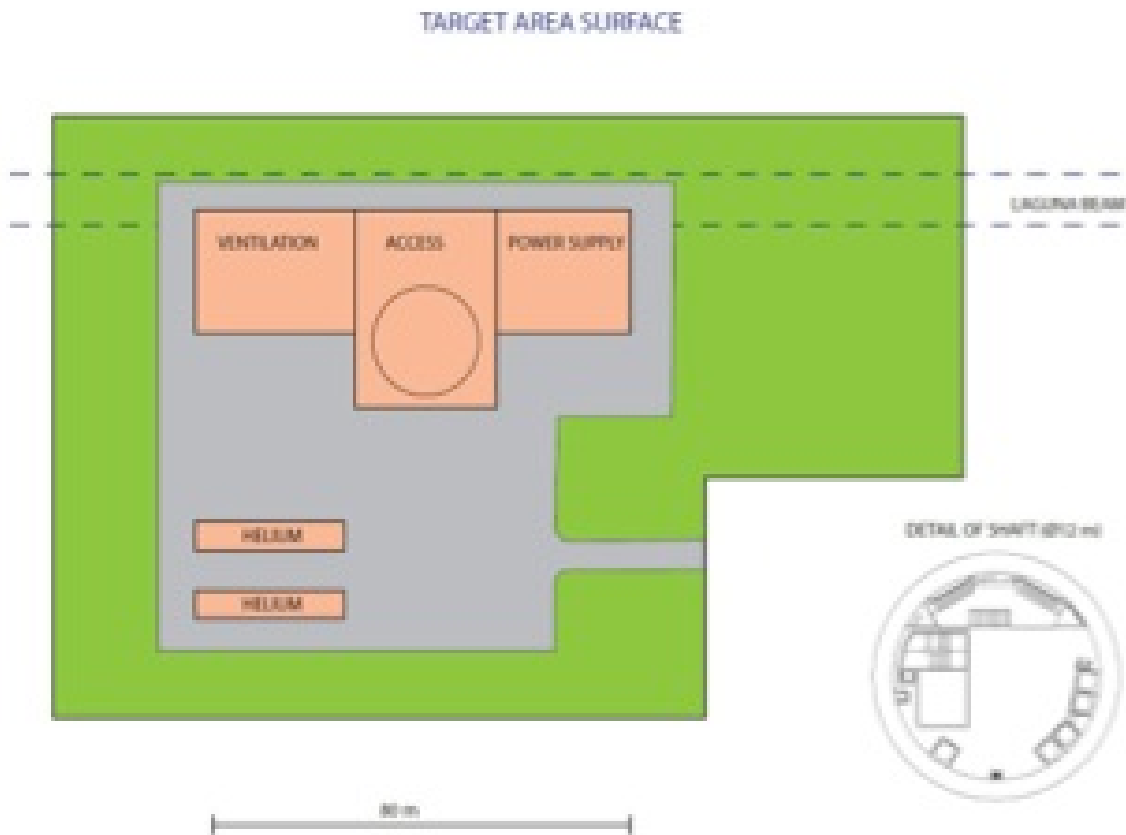 TARGET AREA SURFACE
LAGUNA BEAM
VENTILATION
ACCESS
POWER SUPPLY
HELIUM
HELIUM
DETAIL OF SHAFT (Ø12 m)
80 m